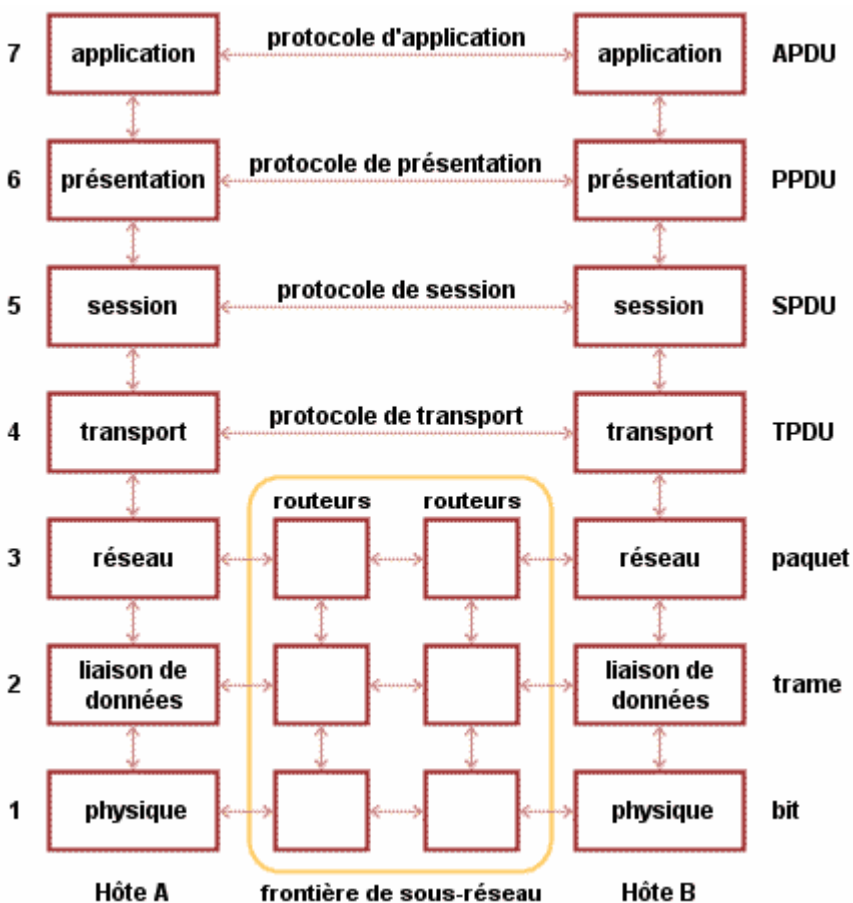 7 application protocole d'application application APDU
6 présentation protocole de présentation présentation PPDU
5 session protocole de session session SPDU
4 transport protocole de transport transport TPDU
routeurs routeurs
3 réseau réseau paquet
2 liaison de données liaison de données trame
1 physique physique bit
Hôte A frontière de sous-réseau Hôte B